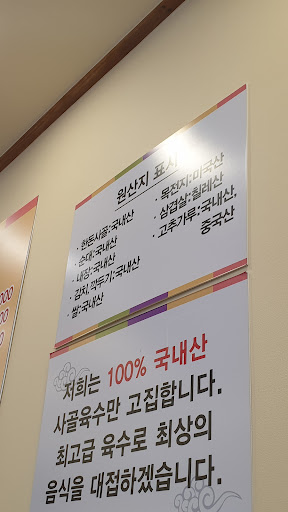 원산지 표시
· 한돈사골:국내산
· 순대:국내산
· 내장:국내산
· 김치,깍두기:국내산
· 쌀:국내산
· 목전지:미국산
· 삼겹살:칠레산
· 고추가루:국내산,
중국산
저희는 100% 국내산
사골육수만 고집합니다.
최고급 육수로 최상의
음식을 대접하겠습니다.